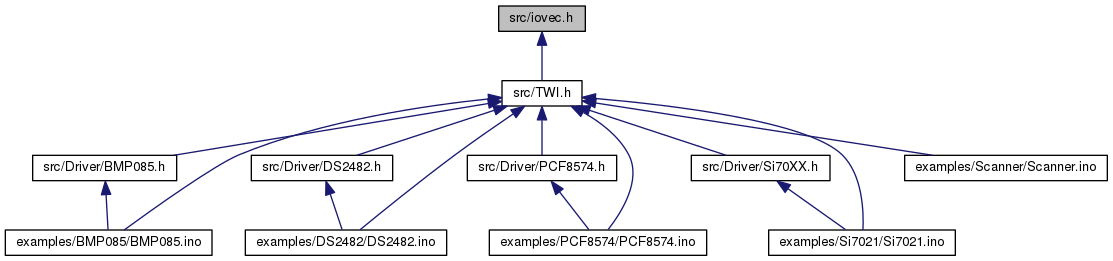 src/iovec.h
src/TWI.h
src/Driver/BMP085.h
src/Driver/DS2482.h
src/Driver/PCF8574.h
src/Driver/Si70XX.h
examples/Scanner/Scanner.ino
examples/BMP085/BMP085.ino
examples/DS2482/DS2482.ino
examples/PCF8574/PCF8574.ino
examples/Si7021/Si7021.ino